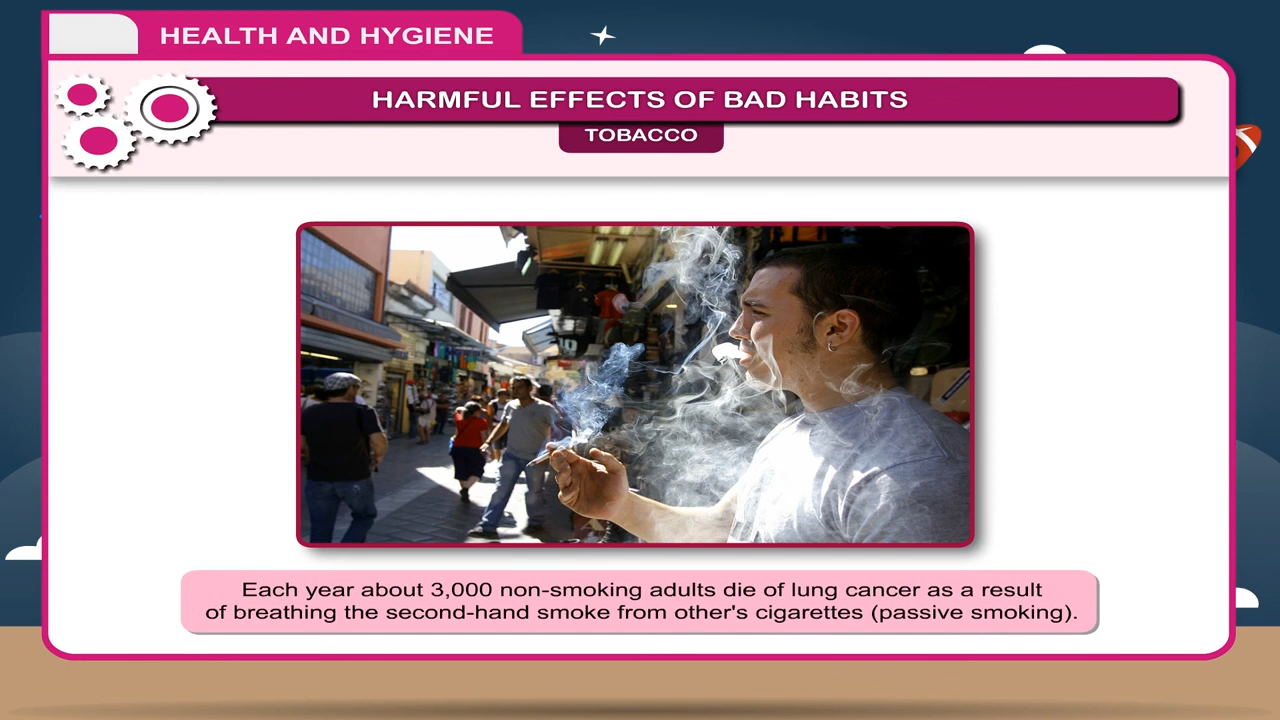 HEALTH AND HYGIENE
HARMFUL EFFECTS OF BAD HABITS
TOBACCO
Each year about 3,000 non-smoking adults die of lung cancer as a result
of breathing the second-hand smoke from other's cigarettes (passive smoking).